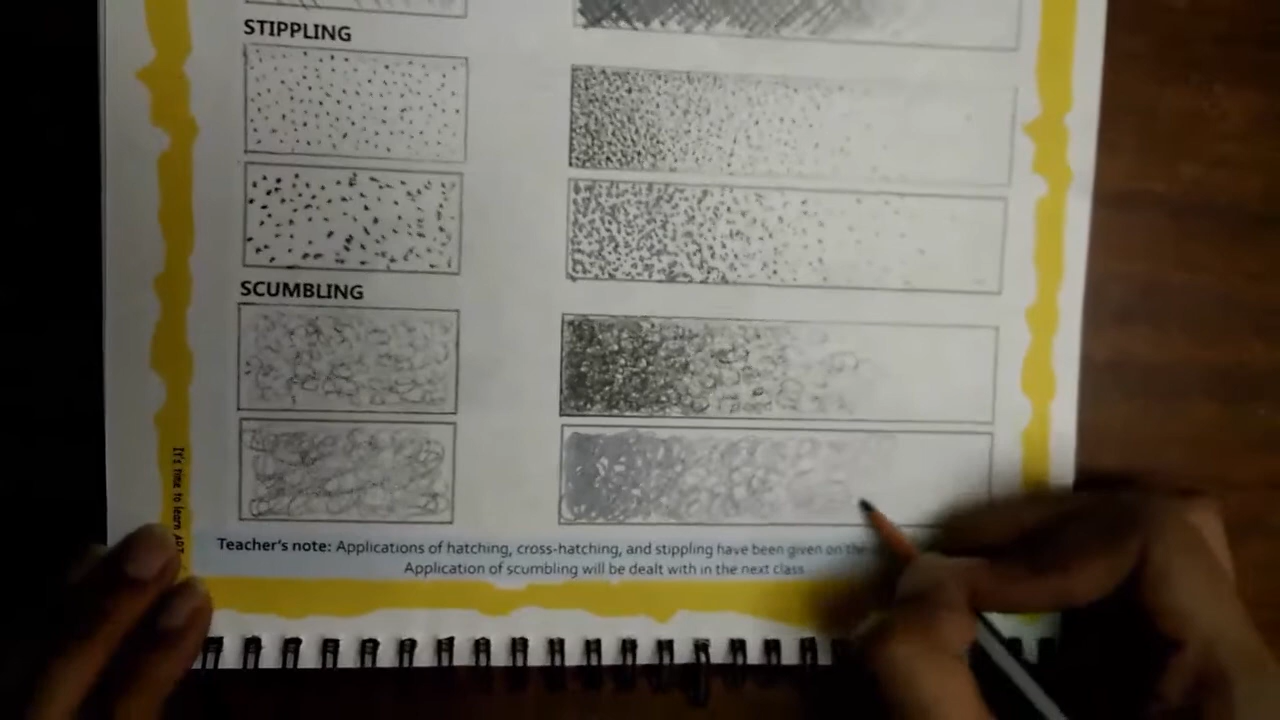 STIPPLING
SCUMBLING
It's time to learn ART
Teacher's note: Applications of hatching, cross-hatching, and stippling have been given on the
Application of scumbling will be dealt with in the next class